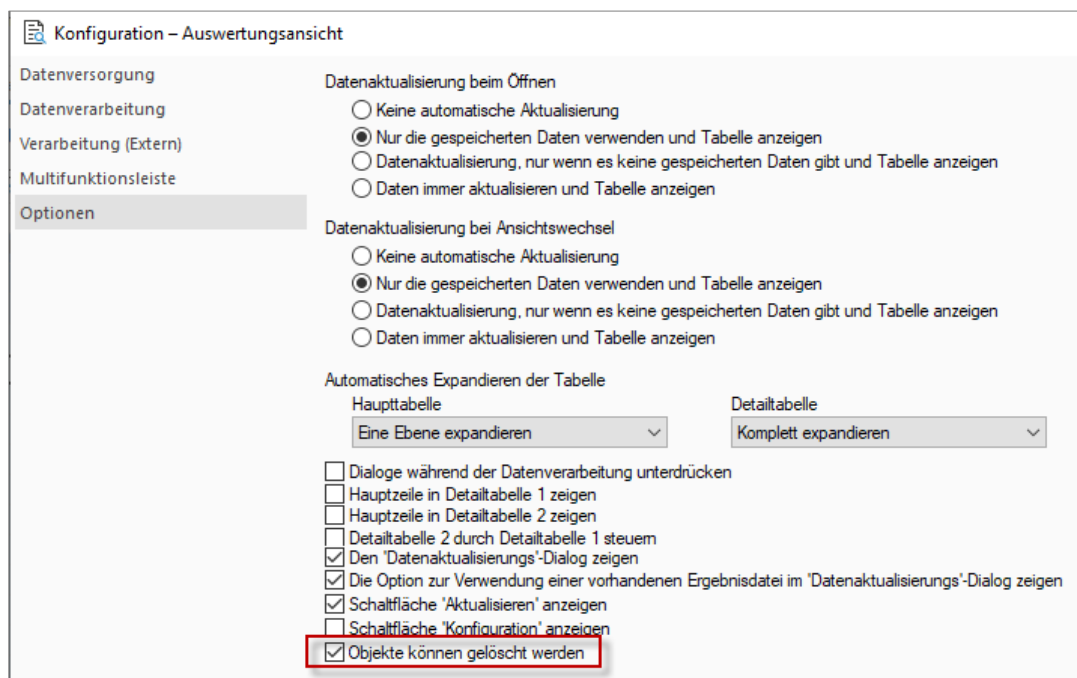 Konfiguration – Auswertungsansicht
Datenversorgung
Datenverarbeitung
Verarbeitung (Extern)
Multifunktionsleiste
Optionen
Datenaktualisierung beim Öffnen
Keine automatische Aktualisierung
Nur die gespeicherten Daten verwenden und Tabelle anzeigen
Datenaktualisierung, nur wenn es keine gespeicherten Daten gibt und Tabelle anzeigen
Daten immer aktualisieren und Tabelle anzeigen
Datenaktualisierung bei Ansichtswechsel
Keine automatische Aktualisierung
Nur die gespeicherten Daten verwenden und Tabelle anzeigen
Datenaktualisierung, nur wenn es keine gespeicherten Daten gibt und Tabelle anzeigen
Daten immer aktualisieren und Tabelle anzeigen
Automatisches Expandieren der Tabelle
Haupttabelle Detailtabelle
Eine Ebene expandieren Komplett expandieren
Dialoge während der Datenverarbeitung unterdrücken
Hauptzeile in Detailtabelle 1 zeigen
Hauptzeile in Detailtabelle 2 zeigen
Detailtabelle 2 durch Detailtabelle 1 steuern
Den 'Datenaktualisierungs'-Dialog zeigen
Die Option zur Verwendung einer vorhandenen Ergebnisdatei im 'Datenaktualisierungs'-Dialog zeigen
Schaltfläche 'Aktualisieren' anzeigen
Schaltfläche 'Konfiguration' anzeigen
Objekte können gelöscht werden